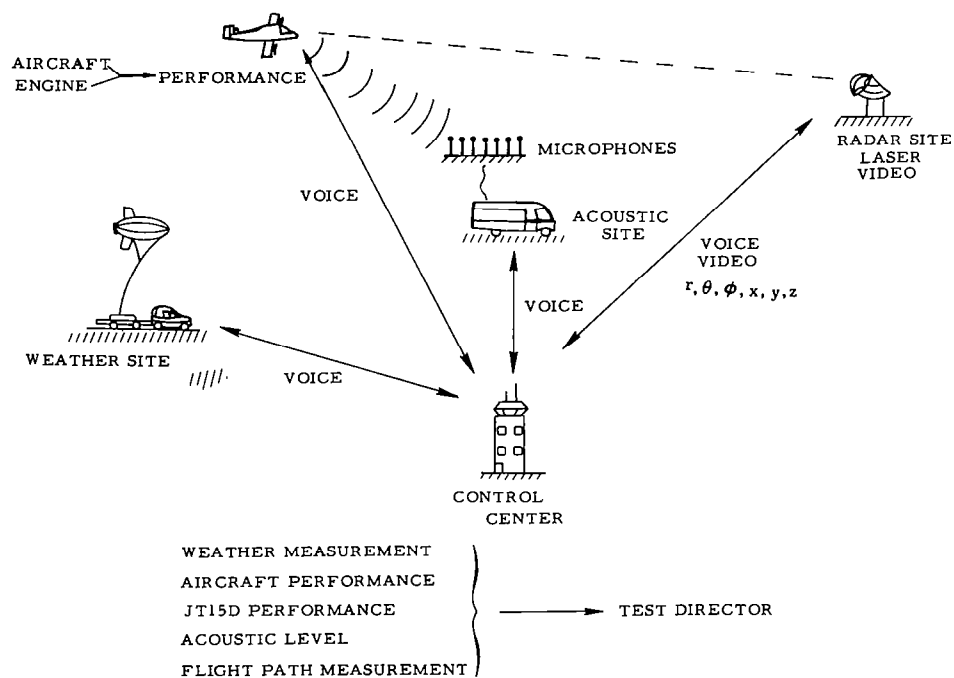 AIRCRAFT
ENGINE
PERFORMANCE
MICROPHONES
RADAR SITE
LASER
VIDEO
VOICE
ACOUSTIC
SITE
VOICE
VIDEO
r, θ, ϕ, x, y, z
VOICE
WEATHER SITE
VOICE
CONTROL
CENTER
WEATHER MEASUREMENT
AIRCRAFT PERFORMANCE
JT15D PERFORMANCE
TEST DIRECTOR
ACOUSTIC LEVEL
FLIGHT PATH MEASUREMENT